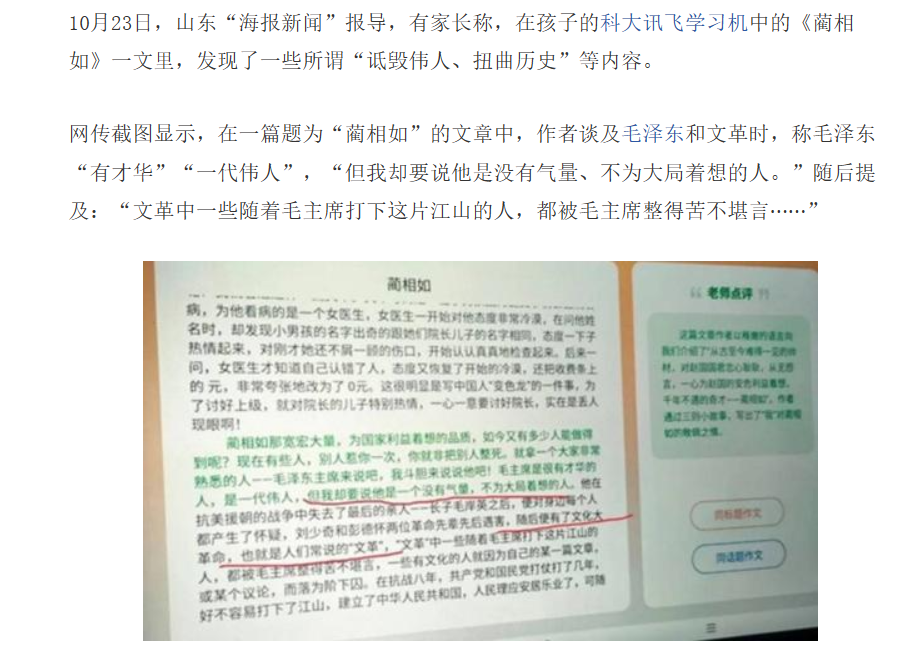 10月23日，山东“海报新闻”报导，有家长称，在孩子的科大讯飞学习机中的《蔺相
如》一文里，发现了一些所谓“诋毁伟人、扭曲历史”等内容。
网传截图显示，在一篇题为“蔺相如”的文章中，作者谈及毛泽东和文革时，称毛泽东
“有才华”“一代伟人”，“但我却要说他是没有气量、不为大局着想的人。”随后提
及：“文革中一些随着毛主席打下这片江山的人，都被毛主席整得苦不堪言……”
蔺相如
病，为他看病的是一个女医生，女医生一开始对他态度非常冷漠，在问他姓
名时，却发现小男孩的名字出奇的跟她们院长儿子的名字相同，态度一下子
热情起来，对刚才她还不屑一顾的伤口，开始认认真真地检查起来。后来一
问，女医生才知道自己认错了人，态度又恢复了开始的冷漠，还把收费条上
的 元，非常夸张地改为了0元。这很明显是写中国人“变色龙”的一件事，为
了讨好上级，就对院长的儿子特别热情，一心一意要讨好院长，实在是丢人
现眼啊！
蔺相如那宽宏大量，为国家利益着想的品质，如今又有多少人能做得
到呢？现在有些人，别人惹你一次，你就非把别人整死。就拿一个大家非常
熟悉的人——毛泽东主席来说吧，我斗胆来说说他吧！毛主席是很有才华的
人，是一代伟人，但我却要说他是一个没有气量，不为大局着想的人。他在
抗美援朝的战争中失去了最后的亲人——长子毛岸英之后，便对身边每个人
都产生了怀疑，刘少奇和彭德怀两位革命先辈先后遇害，随后便有了文化大
革命，也就是人们常说的“文革”，“文革”中一些随着毛主席打下这片江山的
人，都被毛主席整得苦不堪言，一些有文化的人就因为自己的某一篇文章，
或某个议论，而落为阶下囚。在抗战八年，共产党和国民党打仗打了几年，
好不容易打下了江山，建立了中华人民共和国，人民理应安居乐业了，可随
老师点评
这篇文章作者以精嫩的语言向
我们介绍了“从古至今难得一见的
材，对赵国国君忠心耿耿，从无怨
言，一心为赵国的安危利益着想，
千年不遇的奇才——蔺相如”。作者
通过三四小故事，写出了“我”对蔺相
如的敬佩之情。
同标题作文
同话题作文